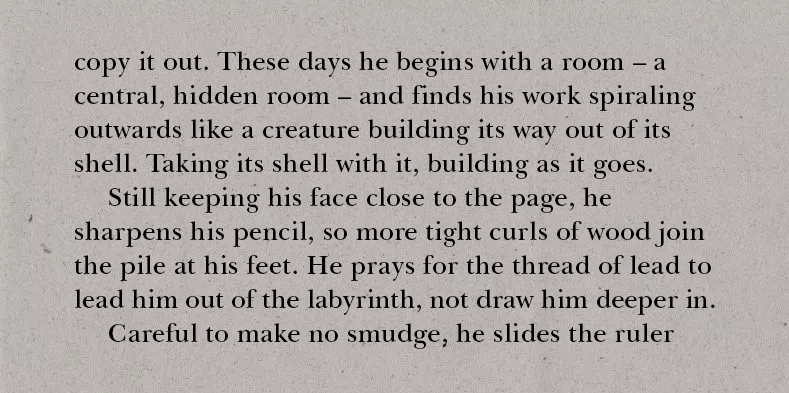 copy it out. These days he begins with a room – a
central, hidden room – and finds his work spiraling
outwards like a creature building its way out of its
shell. Taking its shell with it, building as it goes.
Still keeping his face close to the page, he
sharpens his pencil, so more tight curls of wood join
the pile at his feet. He prays for the thread of lead to
lead him out of the labyrinth, not draw him deeper in.
Careful to make no smudge, he slides the ruler